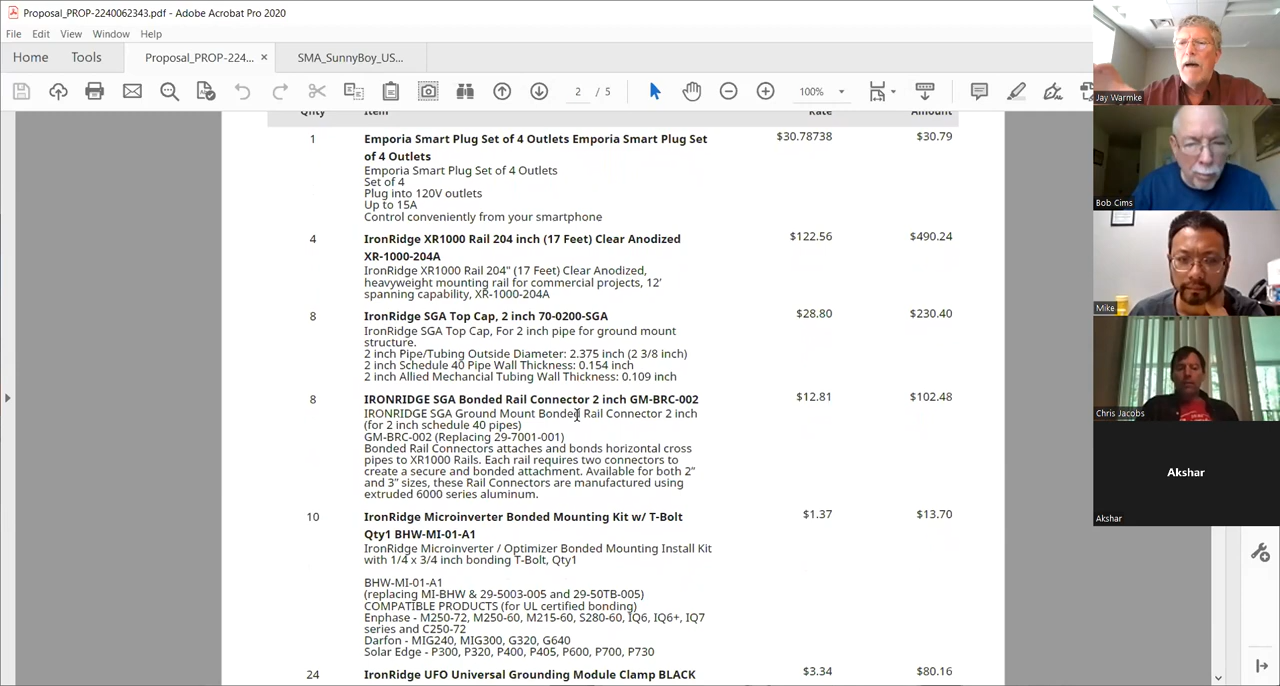 Proposal_PROP-2240062343.pdf - Adobe Acrobat Pro 2020
File Edit View Window Help
Home Tools Proposal_PROP-224... × SMA_SunnyBoy_US...
2 / 5 100%
Qnty Item Rate Amount
1 Emporia Smart Plug Set of 4 Outlets Emporia Smart Plug Set $30.78738 $30.79
of 4 Outlets
Emporia Smart Plug Set of 4 Outlets
Set of 4
Plug into 120V outlets
Up to 15A
Control conveniently from your smartphone
4 IronRidge XR1000 Rail 204 inch (17 Feet) Clear Anodized $122.56 $490.24
XR-1000-204A
IronRidge XR1000 Rail 204" (17 Feet) Clear Anodized,
heavyweight mounting rail for commercial projects, 12’
spanning capability, XR-1000-204A
8 IronRidge SGA Top Cap, 2 inch 70-0200-SGA $28.80 $230.40
IronRidge SGA Top Cap, For 2 inch pipe for ground mount
structure.
2 inch Pipe/Tubing Outside Diameter: 2.375 inch (2 3/8 inch)
2 inch Schedule 40 Pipe Wall Thickness: 0.154 inch
2 inch Allied Mechancial Tubing Wall Thickness: 0.109 inch
8 IRONRIDGE SGA Bonded Rail Connector 2 inch GM-BRC-002 $12.81 $102.48
IRONRIDGE SGA Ground Mount Bonded Rail Connector 2 inch
(for 2 inch schedule 40 pipes)
GM-BRC-002 (Replacing 29-7001-001)
Bonded Rail Connectors attaches and bonds horizontal cross
pipes to XR1000 Rails. Each rail requires two connectors to
create a secure and bonded attachment. Available for both 2”
and 3” sizes, these Rail Connectors are manufactured using
extruded 6000 series aluminum.
10 IronRidge Microinverter Bonded Mounting Kit w/ T-Bolt $1.37 $13.70
Qty1 BHW-MI-01-A1
IronRidge Microinverter / Optimizer Bonded Mounting Install Kit
with 1/4 x 3/4 inch bonding T-Bolt, Qty1
BHW-MI-01-A1
(replacing MI-BHW & 29-5003-005 and 29-50TB-005)
COMPATIBLE PRODUCTS (for UL certified bonding)
Enphase - M250-72, M250-60, M215-60, S280-60, IQ6, IQ6+, IQ7
series and C250-72
Darfon - MIG240, MIG300, G320, G640
Solar Edge - P300, P320, P400, P405, P600, P700, P730
24 IronRidge UFO Universal Grounding Module Clamp BLACK $3.34 $80.16
Jay Warmke
Bob Cims
Mike
Chris Jacobs
Akshar
Akshar